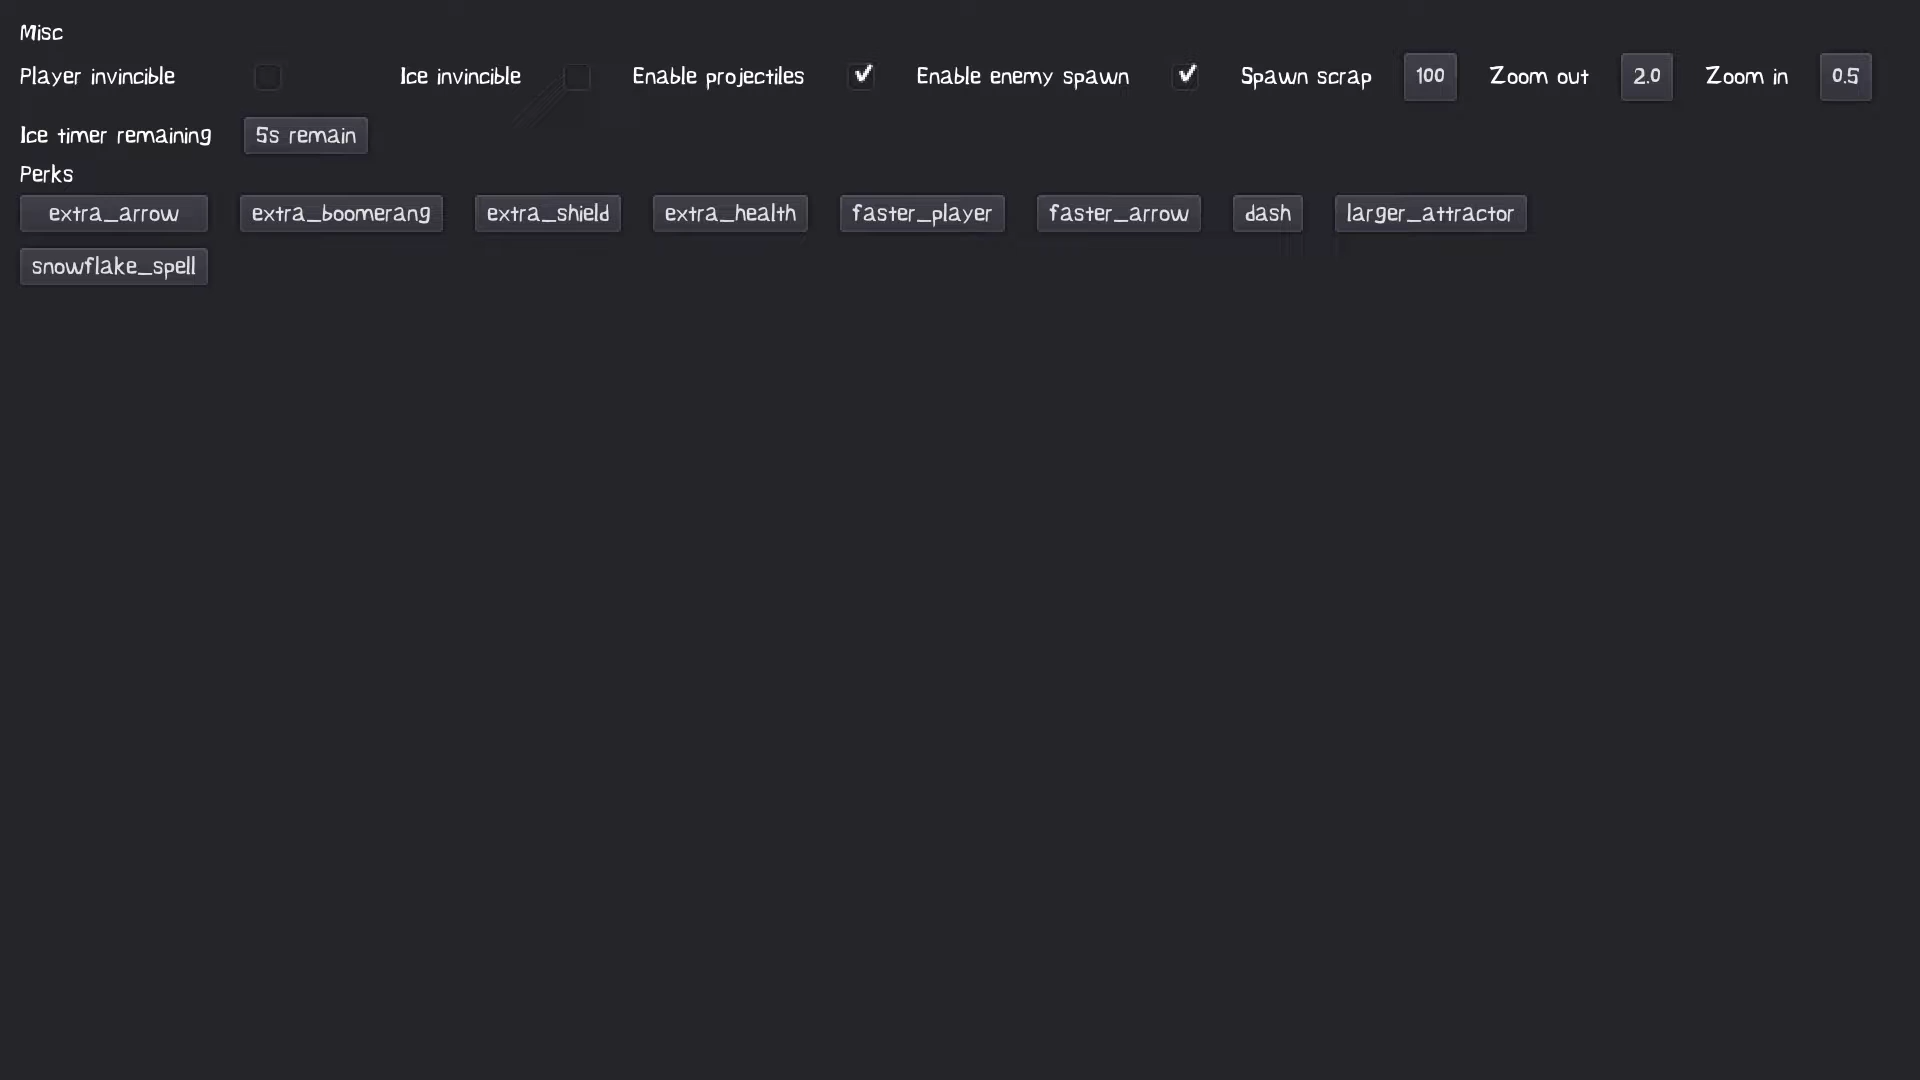 Misc
Player invincible Ice invincible Enable projectiles Enable enemy spawn Spawn scrap 100 Zoom out 2.0 Zoom in 0.5
Ice timer remaining 5s remain
Perks
extra_arrow extra_boomerang extra_shield extra_health faster_player faster_arrow dash larger_attractor
snowflake_spell